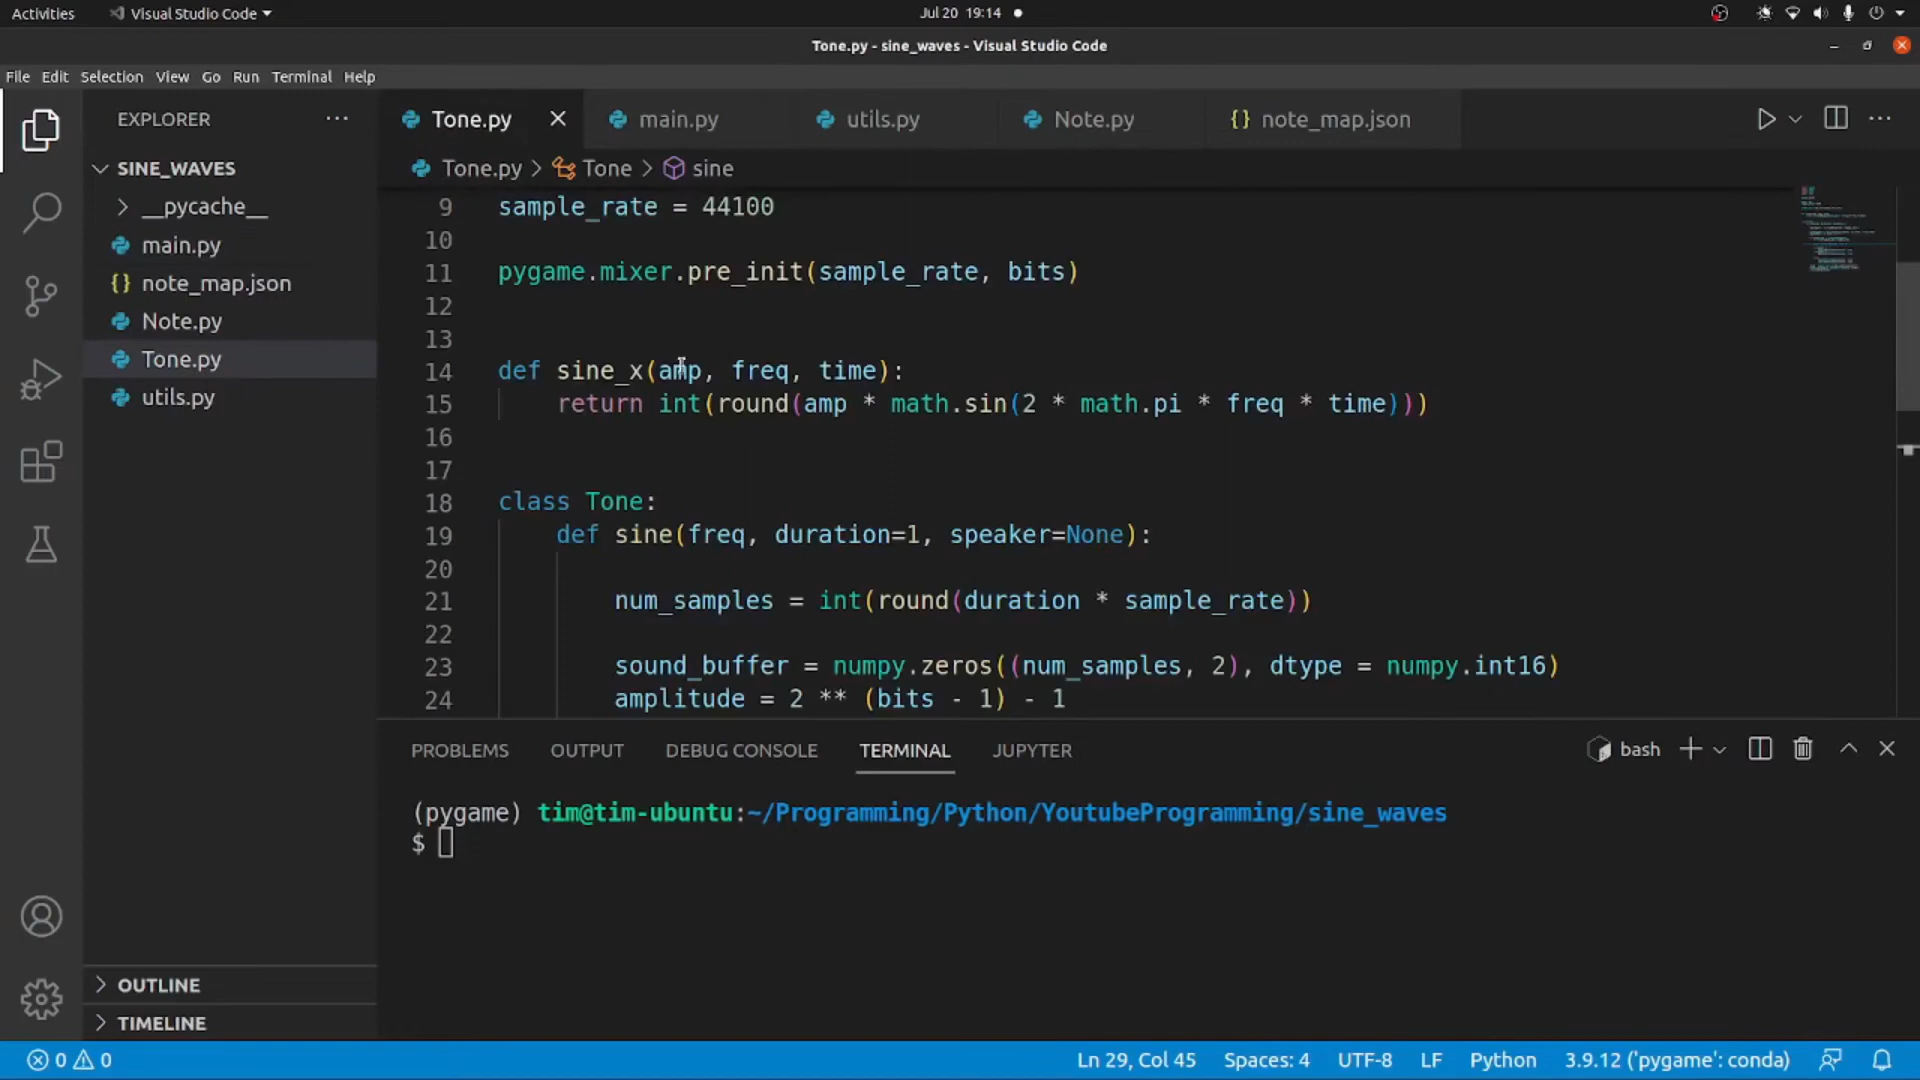 Activities Visual Studio Code Jul 20 19:14
Tone.py - sine_waves - Visual Studio Code
File Edit Selection View Go Run Terminal Help
EXPLORER
SINE_WAVES
__pycache__
main.py
note_map.json
Note.py
Tone.py
utils.py
OUTLINE
TIMELINE
Tone.py main.py utils.py Note.py {} note_map.json
Tone.py > Tone > sine
9 sample_rate = 44100
10
11 pygame.mixer.pre_init(sample_rate, bits)
12
13
14 def sine_x(amp, freq, time):
15 return int(round(amp * math.sin(2 * math.pi * freq * time)))
16
17
18 class Tone:
19 def sine(freq, duration=1, speaker=None):
20
21 num_samples = int(round(duration * sample_rate))
22
23 sound_buffer = numpy.zeros((num_samples, 2), dtype = numpy.int16)
24 amplitude = 2 ** (bits - 1) - 1
PROBLEMS OUTPUT DEBUG CONSOLE TERMINAL JUPYTER bash
(pygame) tim@tim-ubuntu:~/Programming/Python/YoutubeProgramming/sine_waves
$
0 0 Ln 29, Col 45 Spaces: 4 UTF-8 LF Python 3.9.12 ('pygame': conda)